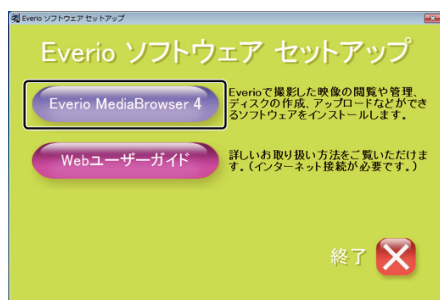 Everio ソフトウェア セットアップ
Everio ソフトウェア セットアップ
Everio MediaBrowser 4
Everioで撮影した映像の閲覧や管理、
ディスクの作成、アップロードなどができ
るソフトウェアをインストールします。
Webユーザーガイド
詳しいお取り扱い方法をご覧いただけま
す。（インターネット接続が必要です。）
終了